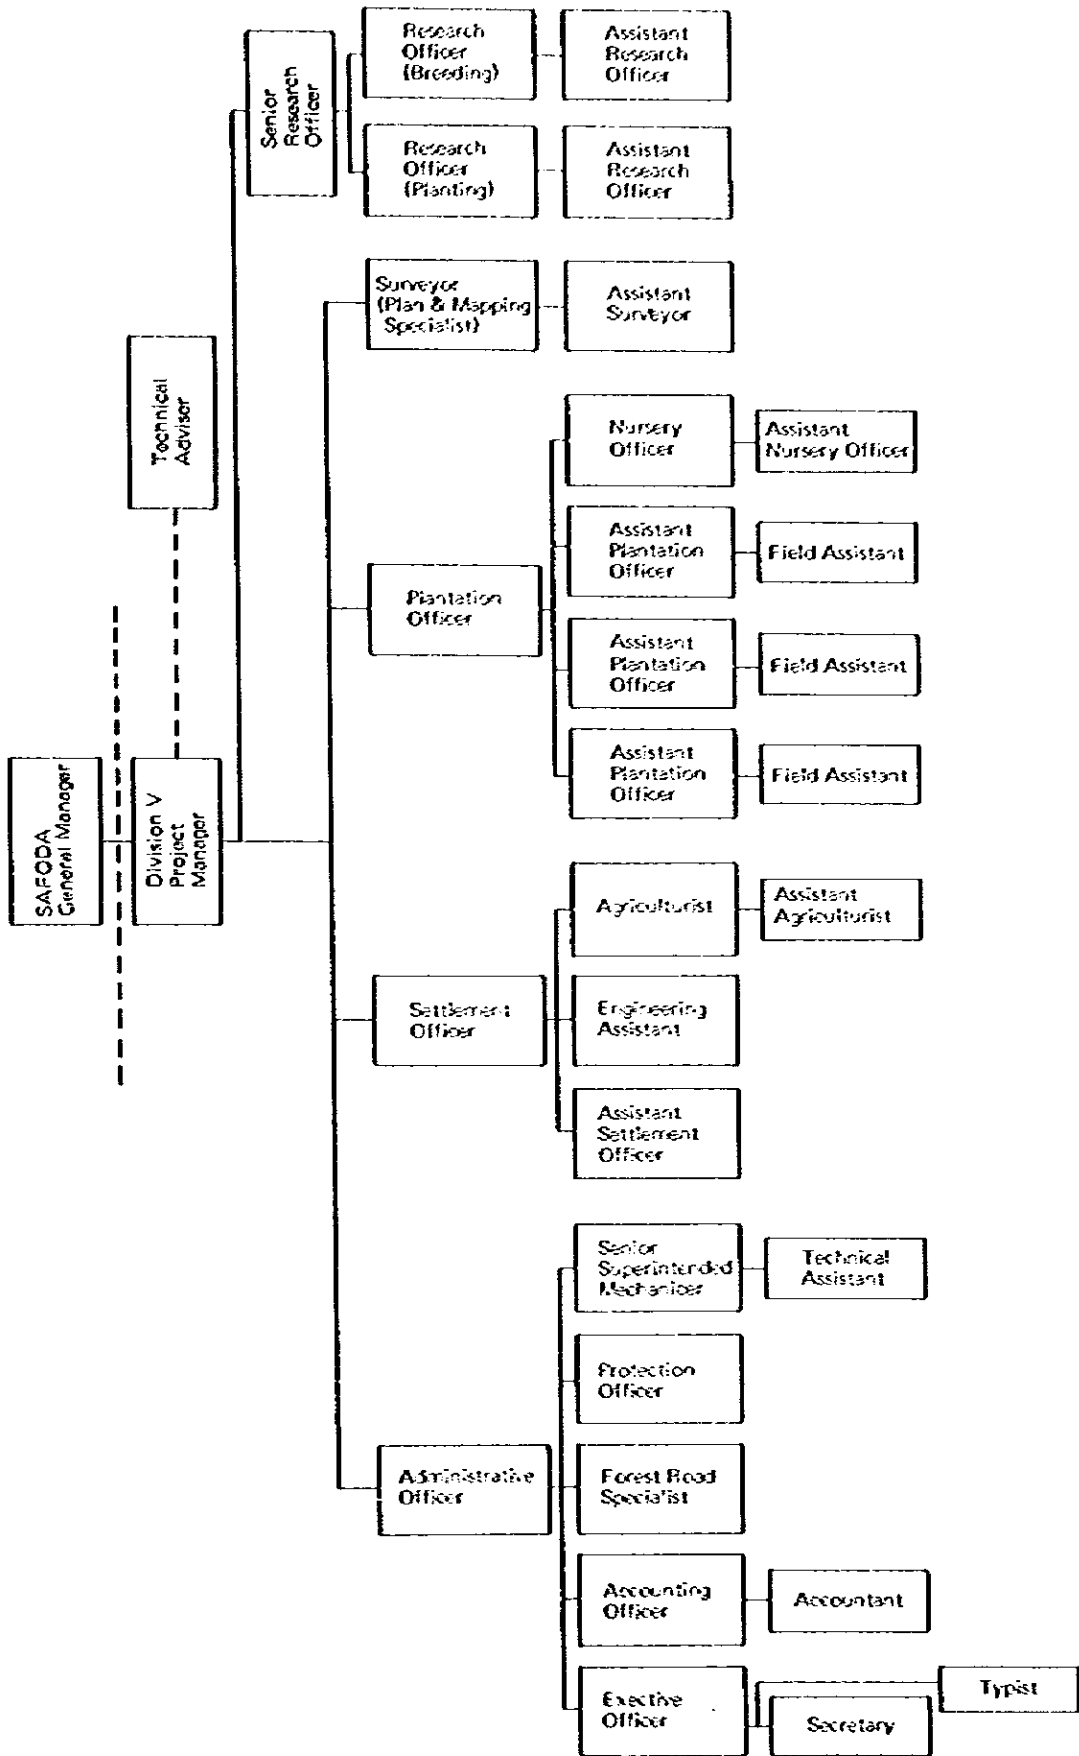 SAFODA
General Manager
Division V
Project
Manager
Technical
Adviser
Senior
Research
Officer
Research
Officer
(Breeding)
Assistant
Research
Officer
Research
Officer
(Planting)
Assistant
Research
Officer
Surveyor
(Plan & Mapping
Specialist)
Assistant
Surveyor
Plantation
Officer
Nursery
Officer
Assistant
Nursery Officer
Assistant
Plantation
Officer
Field Assistant
Assistant
Plantation
Officer
Field Assistant
Assistant
Plantation
Officer
Field Assistant
Settlement
Officer
Agriculturist
Assistant
Agriculturist
Engineering
Assistant
Assistant
Settlement
Officer
Administrative
Officer
Senior
Superintended
Mechanicer
Technical
Assistant
Protection
Officer
Forest Road
Specialist
Accounting
Officer
Accountant
Exective
Officer
Typist
Secretary